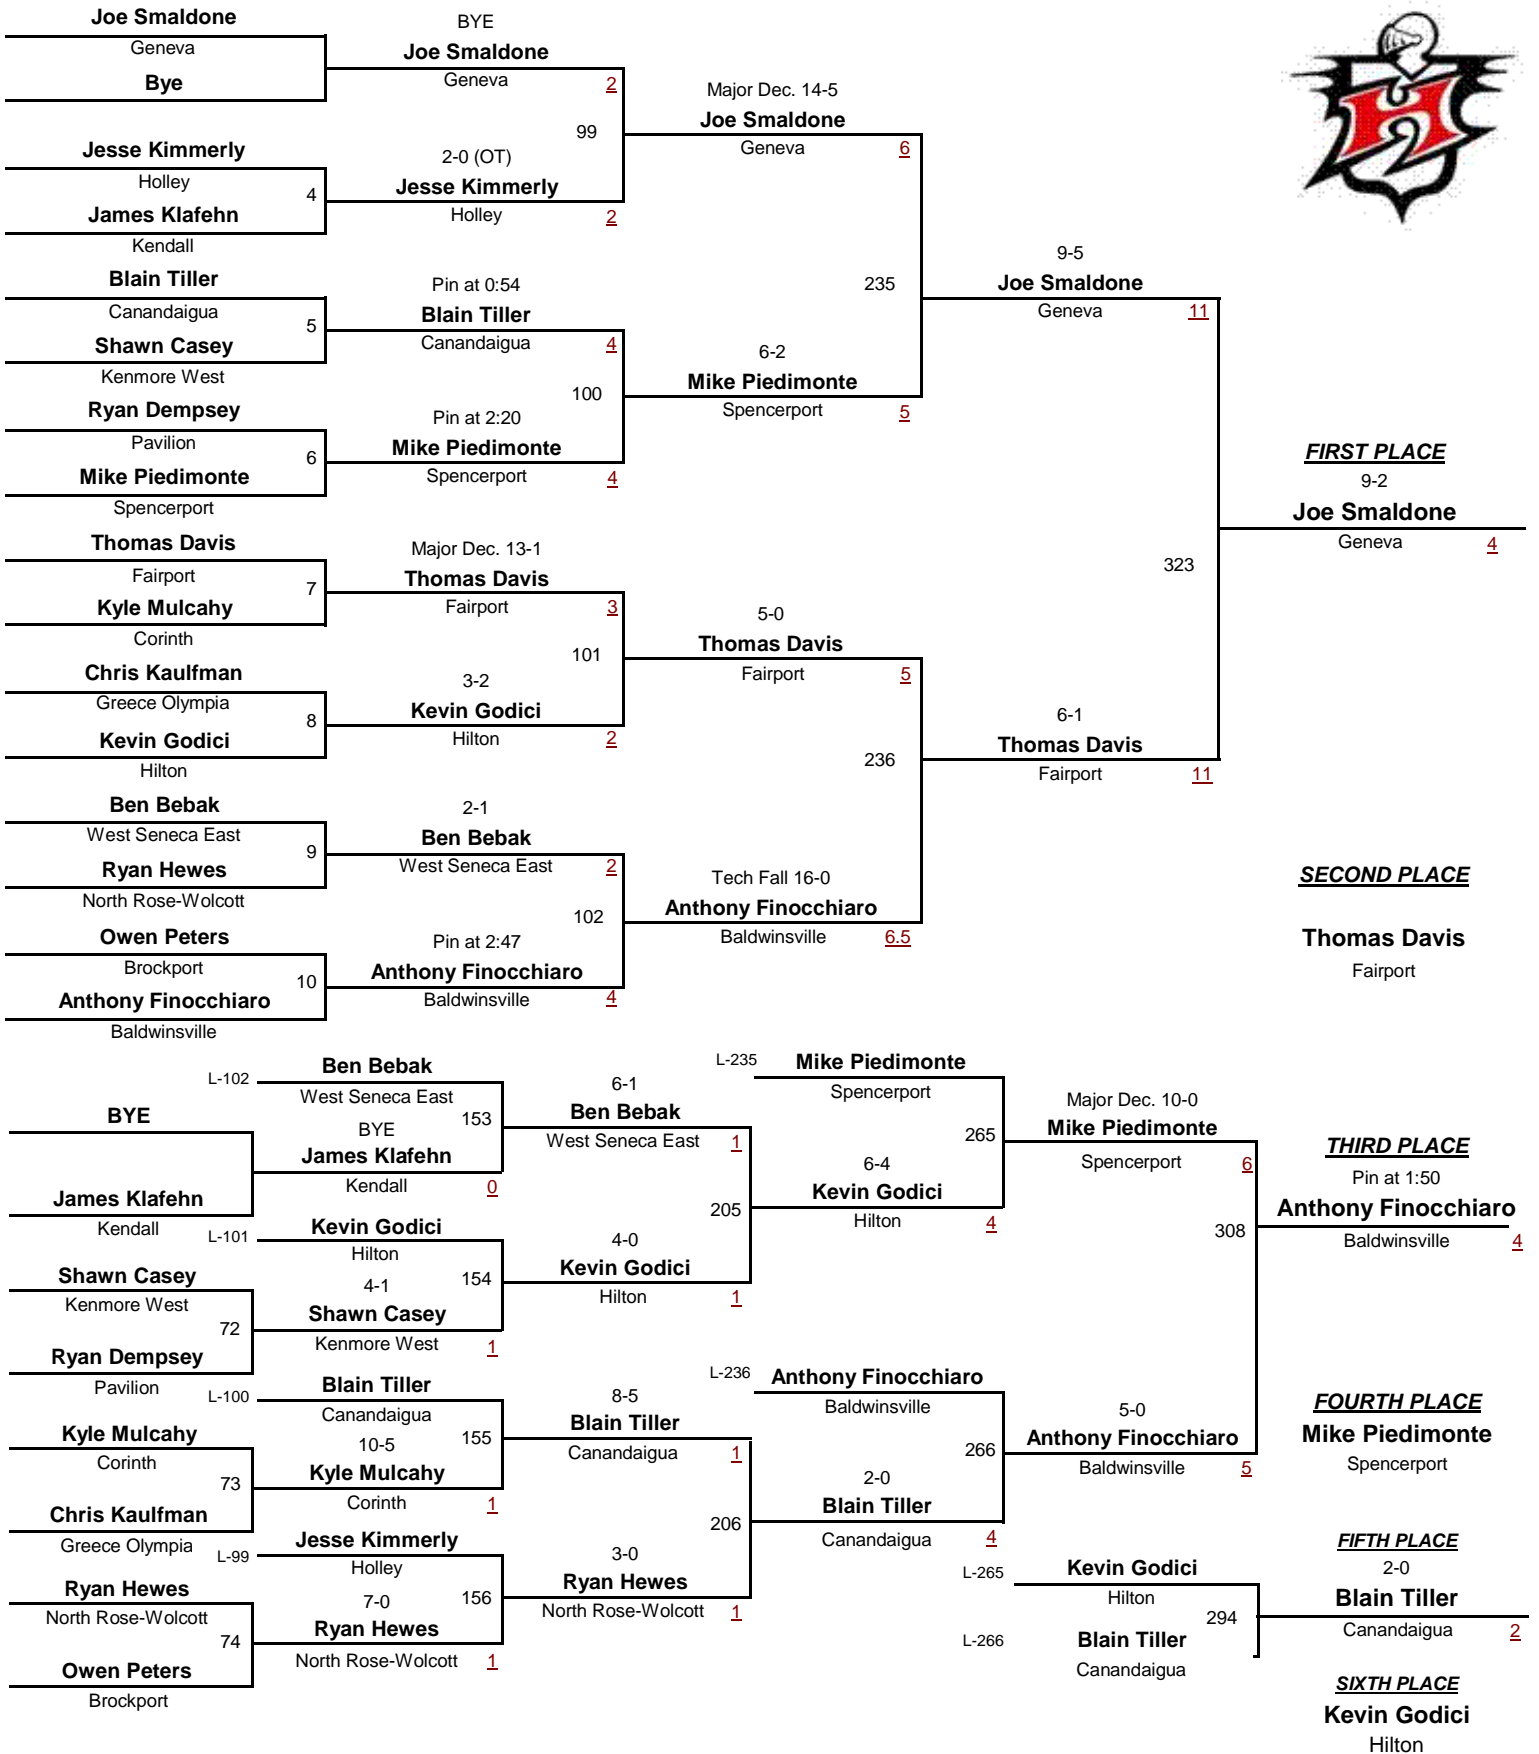 Joe Smaldone
Geneva
Bye
Jesse Kimmerly
Holley
4
James Klafehn
Kendall
Blain Tiller
Canandaigua
5
Shawn Casey
Kenmore West
Ryan Dempsey
Pavilion
6
Mike Piedimonte
Spencerport
Thomas Davis
Fairport
7
Kyle Mulcahy
Corinth
Chris Kaulfman
Greece Olympia
8
Kevin Godici
Hilton
Ben Bebak
West Seneca East
9
Ryan Hewes
North Rose-Wolcott
Owen Peters
Brockport
10
Anthony Finocchiaro
Baldwinsville
BYE
Joe Smaldone
Geneva
2
99
2-0 (OT)
Jesse Kimmerly
Holley
2
Pin at 0:54
Blain Tiller
Canandaigua
4
100
Pin at 2:20
Mike Piedimonte
Spencerport
4
Major Dec. 13-1
Thomas Davis
Fairport
3
101
3-2
Kevin Godici
Hilton
2
2-1
Ben Bebak
West Seneca East
2
102
Pin at 2:47
Anthony Finocchiaro
Baldwinsville
4
Major Dec. 14-5
Joe Smaldone
Geneva
6
235
6-2
Mike Piedimonte
Spencerport
5
5-0
Thomas Davis
Fairport
5
236
Tech Fall 16-0
Anthony Finocchiaro
Baldwinsville
6.5
9-5
Joe Smaldone
Geneva
11
323
6-1
Thomas Davis
Fairport
11
H
FIRST PLACE
9-2
Joe Smaldone
Geneva
4
SECOND PLACE
Thomas Davis
Fairport
BYE
James Klafehn
Kendall
Shawn Casey
Kenmore West
72
Ryan Dempsey
Pavilion
Kyle Mulcahy
Corinth
73
Chris Kaulfman
Greece Olympia
Ryan Hewes
North Rose-Wolcott
74
Owen Peters
Brockport
L-102
Ben Bebak
West Seneca East
153
BYE
James Klafehn
Kendall
0
L-101
Kevin Godici
Hilton
154
4-1
Shawn Casey
Kenmore West
1
L-100
Blain Tiller
Canandaigua
155
10-5
Kyle Mulcahy
Corinth
1
L-99
Jesse Kimmerly
Holley
156
7-0
Ryan Hewes
North Rose-Wolcott
1
6-1
Ben Bebak
West Seneca East
1
205
4-0
Kevin Godici
Hilton
1
8-5
Blain Tiller
Canandaigua
1
206
3-0
Ryan Hewes
North Rose-Wolcott
1
L-235
Mike Piedimonte
Spencerport
265
6-4
Kevin Godici
Hilton
4
L-236
Anthony Finocchiaro
Baldwinsville
266
2-0
Blain Tiller
Canandaigua
4
Major Dec. 10-0
Mike Piedimonte
Spencerport
6
308
5-0
Anthony Finocchiaro
Baldwinsville
5
L-265
Kevin Godici
Hilton
294
L-266
Blain Tiller
Canandaigua
THIRD PLACE
Pin at 1:50
Anthony Finocchiaro
Baldwinsville
4
FOURTH PLACE
Mike Piedimonte
Spencerport
FIFTH PLACE
2-0
Blain Tiller
Canandaigua
2
SIXTH PLACE
Kevin Godici
Hilton